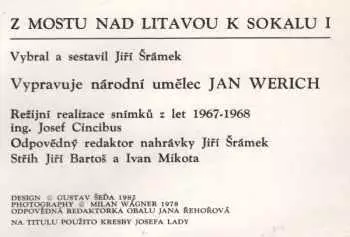 Z MOSTU NAD LITAVOU K SOKALU I
Vybral a sestavil Jiří Šrámek
Vypravuje národní umělec JAN WERICH
Režijní realizace snímků z let 1967-1968
ing. Josef Cincibus
Odpovědný redaktor nahrávky Jiří Šrámek
Střih Jiří Bartoš a Ivan Mikota
DESIGN © GUSTAV ŠEĎA 1982
PHOTOGRAPHY © MILAN WÁGNER 1978
ODPOVĚDNÁ REDAKTORKA OBALU JANA ŘEHOŘOVÁ
NA TITULU POUŽITO KRESBY JOSEFA LADY